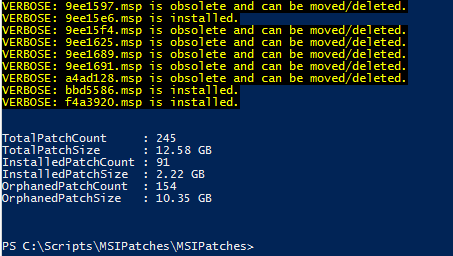 VERBOSE: 9ee1597.msp is obsolete and can be moved/deleted.
VERBOSE: 9ee15e6.msp is installed.
VERBOSE: 9ee15f4.msp is obsolete and can be moved/deleted.
VERBOSE: 9ee1625.msp is obsolete and can be moved/deleted.
VERBOSE: 9ee1689.msp is obsolete and can be moved/deleted.
VERBOSE: 9ee1691.msp is obsolete and can be moved/deleted.
VERBOSE: a4ad128.msp is obsolete and can be moved/deleted.
VERBOSE: bbd5586.msp is installed.
VERBOSE: f4a3920.msp is installed.
TotalPatchCount : 245
TotalPatchSize : 12.58 GB
InstalledPatchCount : 91
InstalledPatchSize : 2.22 GB
OrphanedPatchCount : 154
OrphanedPatchSize : 10.35 GB
PS C:\Scripts\MSIPatches\MSIPatches>